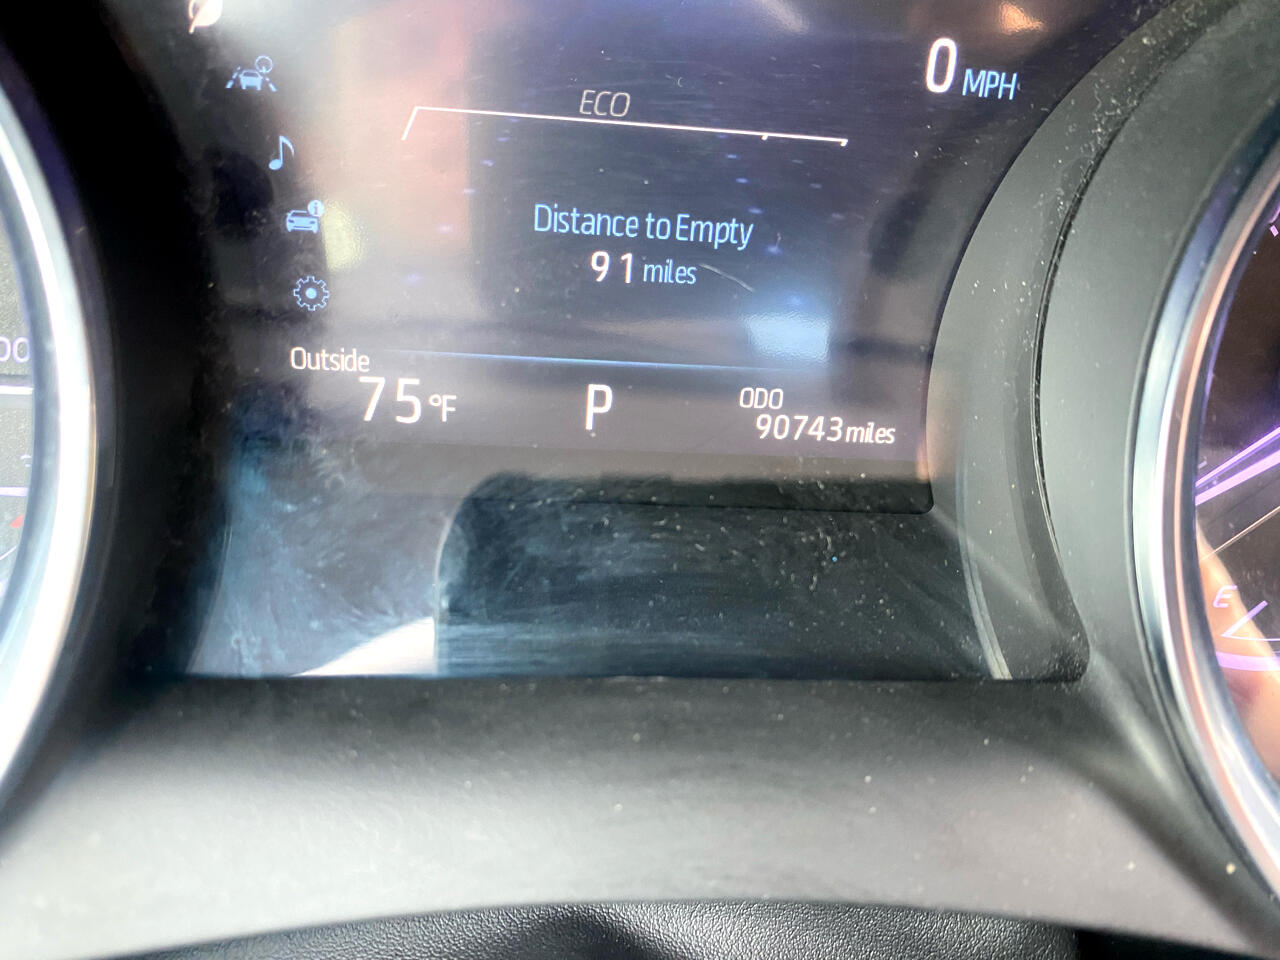 0 MPH
ECO
Distance to Empty
91 miles
Outside
75 °F
P
ODO
90743 miles
E